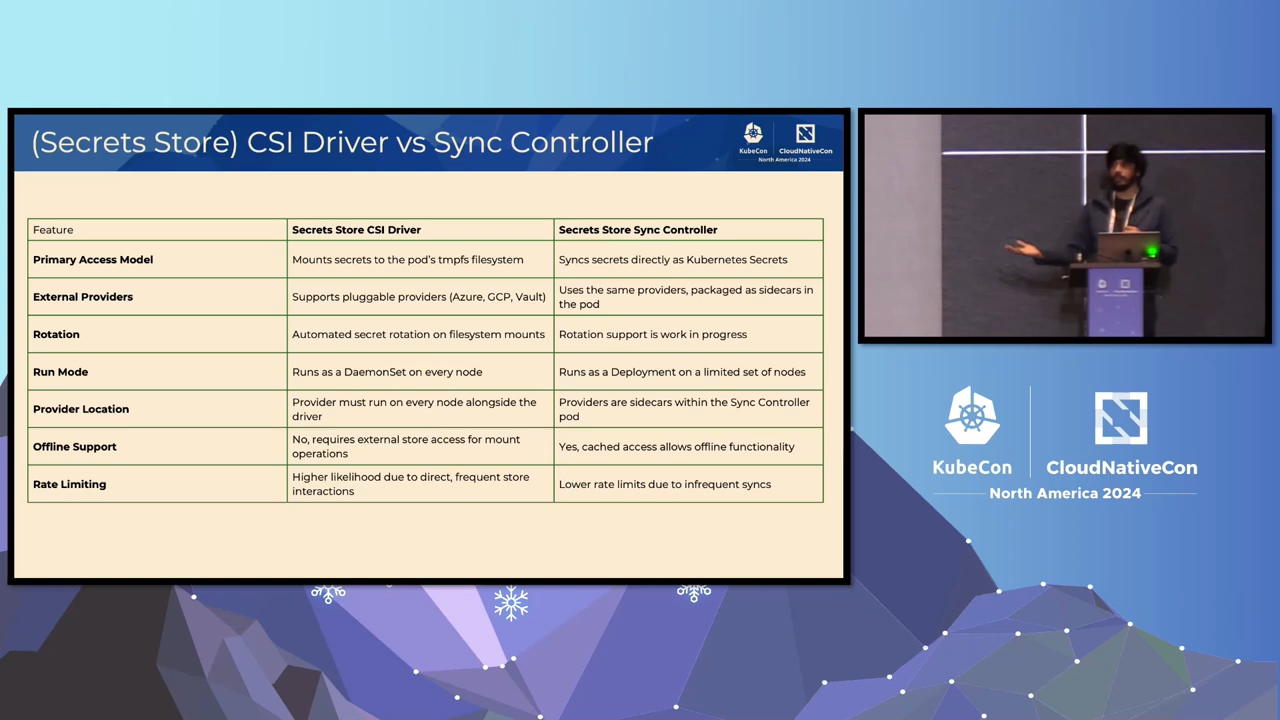 (Secrets Store) CSI Driver vs Sync Controller
KubeCon
CloudNativeCon
North America 2024
Feature
Secrets Store CSI Driver
Secrets Store Sync Controller
Primary Access Model
Mounts secrets to the pod's tmpfs filesystem
Syncs secrets directly as Kubernetes Secrets
External Providers
Supports pluggable providers (Azure, GCP, Vault)
Uses the same providers, packaged as sidecars in
the pod
Rotation
Automated secret rotation on filesystem mounts
Rotation support is work in progress
Run Mode
Runs as a DaemonSet on every node
Runs as a Deployment on a limited set of nodes
Provider Location
Provider must run on every node alongside the
driver
Providers are sidecars within the Sync Controller
pod
Offline Support
No, requires external store access for mount
operations
Yes, cached access allows offline functionality
Rate Limiting
Higher likelihood due to direct, frequent store
interactions
Lower rate limits due to infrequent syncs
KubeCon
CloudNativeCon
North America 2024